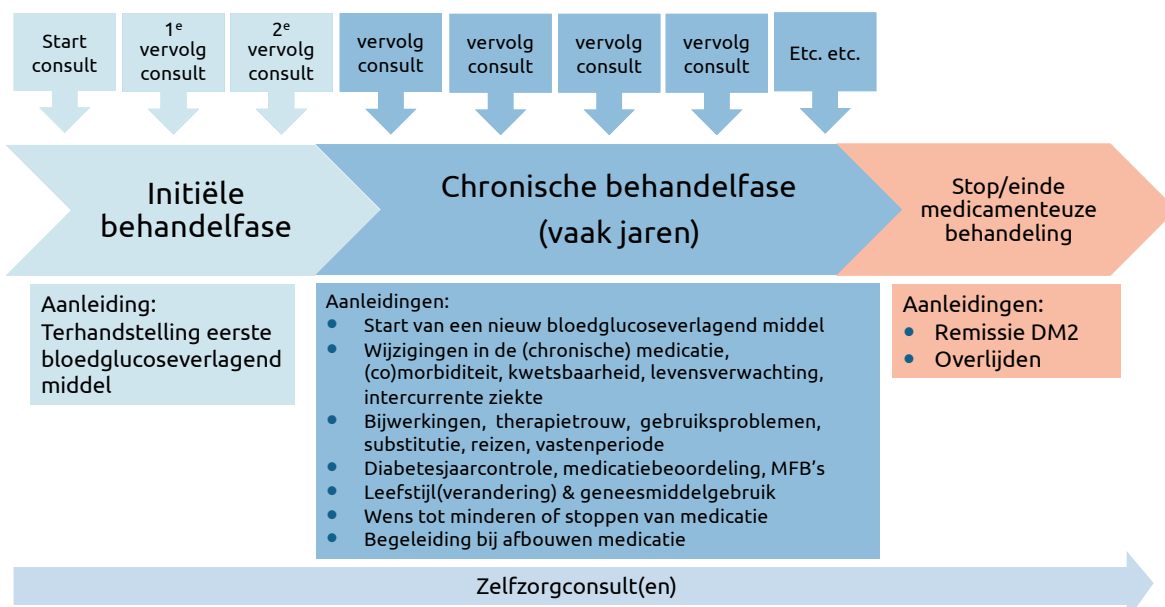 Start
consult
1e
vervolg
consult
2e
vervolg
consult
vervolg
consult
vervolg
consult
vervolg
consult
vervolg
consult
Etc. etc.
Initiële
behandelfase
Chronische behandelfase
(vaak jaren)
Stop/einde
medicamenteuze
behandeling
Aanleiding:
Terhandstelling eerste
bloedglucoseverlagend
middel
Aanleidingen:
• Start van een nieuw bloedglucoseverlagend middel
• Wijzigingen in de (chronische) medicatie,
(co)morbiditeit, kwetsbaarheid, levensverwachting,
intercurrente ziekte
• Bijwerkingen, therapietrouw, gebruiksproblemen,
substitutie, reizen, vastenperiode
• Diabetesjaarcontrole, medicatiebeoordeling, MFB's
• Leefstijl(verandering) & geneesmiddelgebruik
• Wens tot minderen of stoppen van medicatie
• Begeleiding bij afbouwen medicatie
Aanleidingen:
• Remissie DM2
• Overlijden
Zelfzorgconsult(en)